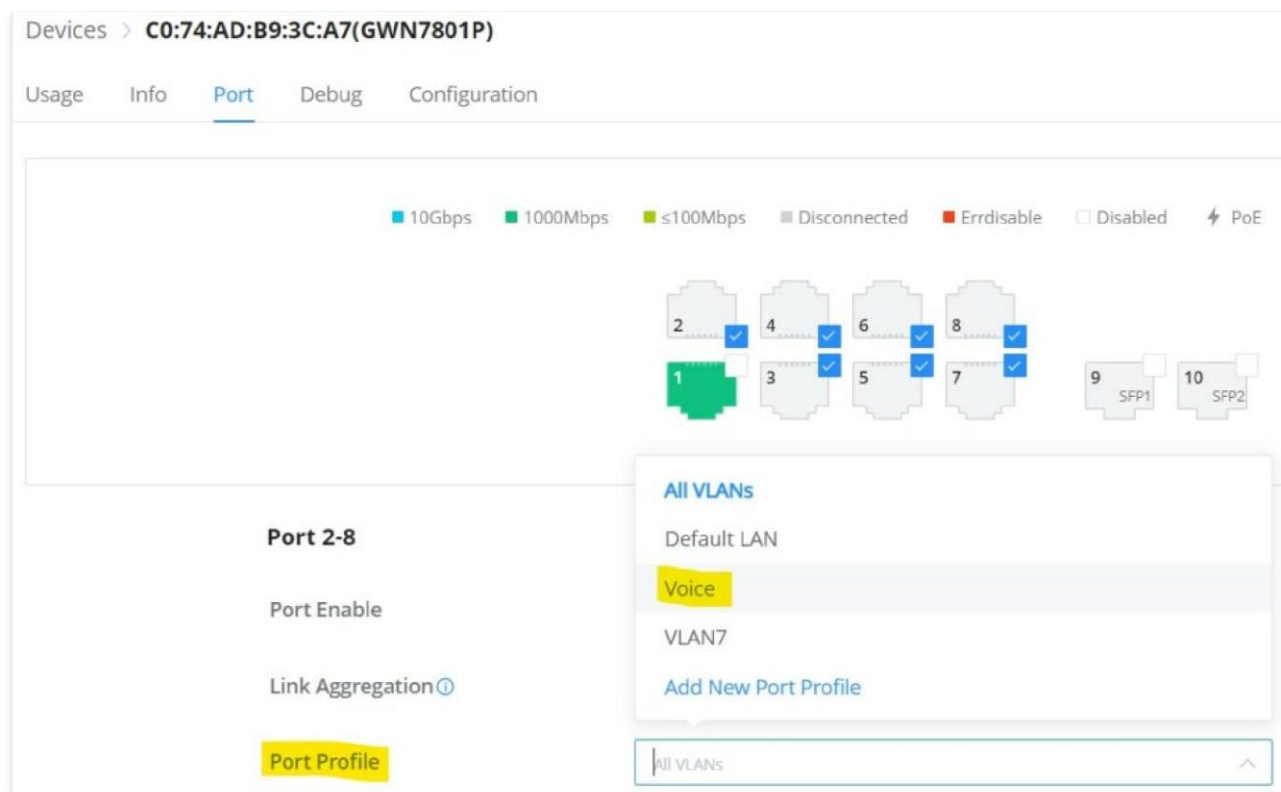 Devices > C0:74:AD:B9:3C:A7(GWN7801P)
Usage Info Port Debug Configuration
10Gbps 1000Mbps ≤100Mbps Disconnected Errdisable Disabled PoE
2 4 6 8
1 3 5 7 9 SFP1 10 SFP2
All VLANs
Port 2-8
Default LAN
Voice
Port Enable
VLAN7
Link Aggregation
Add New Port Profile
Port Profile
All VLANs